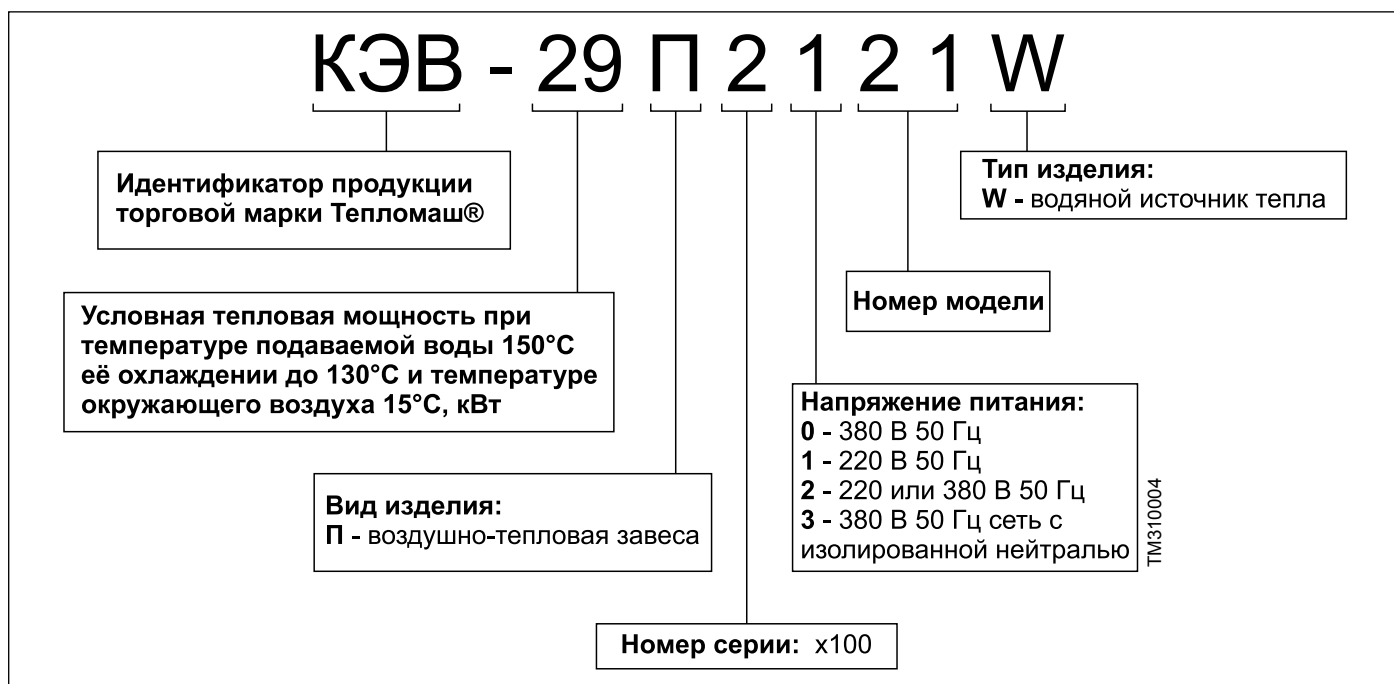 КЭВ - 29 П 2 1 2 1 W
Идентификатор продукции
торговой марки Тепломаш®
Тип изделия:
W - водяной источник тепла
Условная тепловая мощность при
температуре подаваемой воды 150°С
её охлаждении до 130°С и температуре
окружающего воздуха 15°С, кВт
Номер модели
Напряжение питания:
0 - 380 В 50 Гц
1 - 220 В 50 Гц
2 - 220 или 380 В 50 Гц
3 - 380 В 50 Гц сеть с
изолированной нейтралью
ТМ310004
Вид изделия:
П - воздушно-тепловая завеса
Номер серии: х100